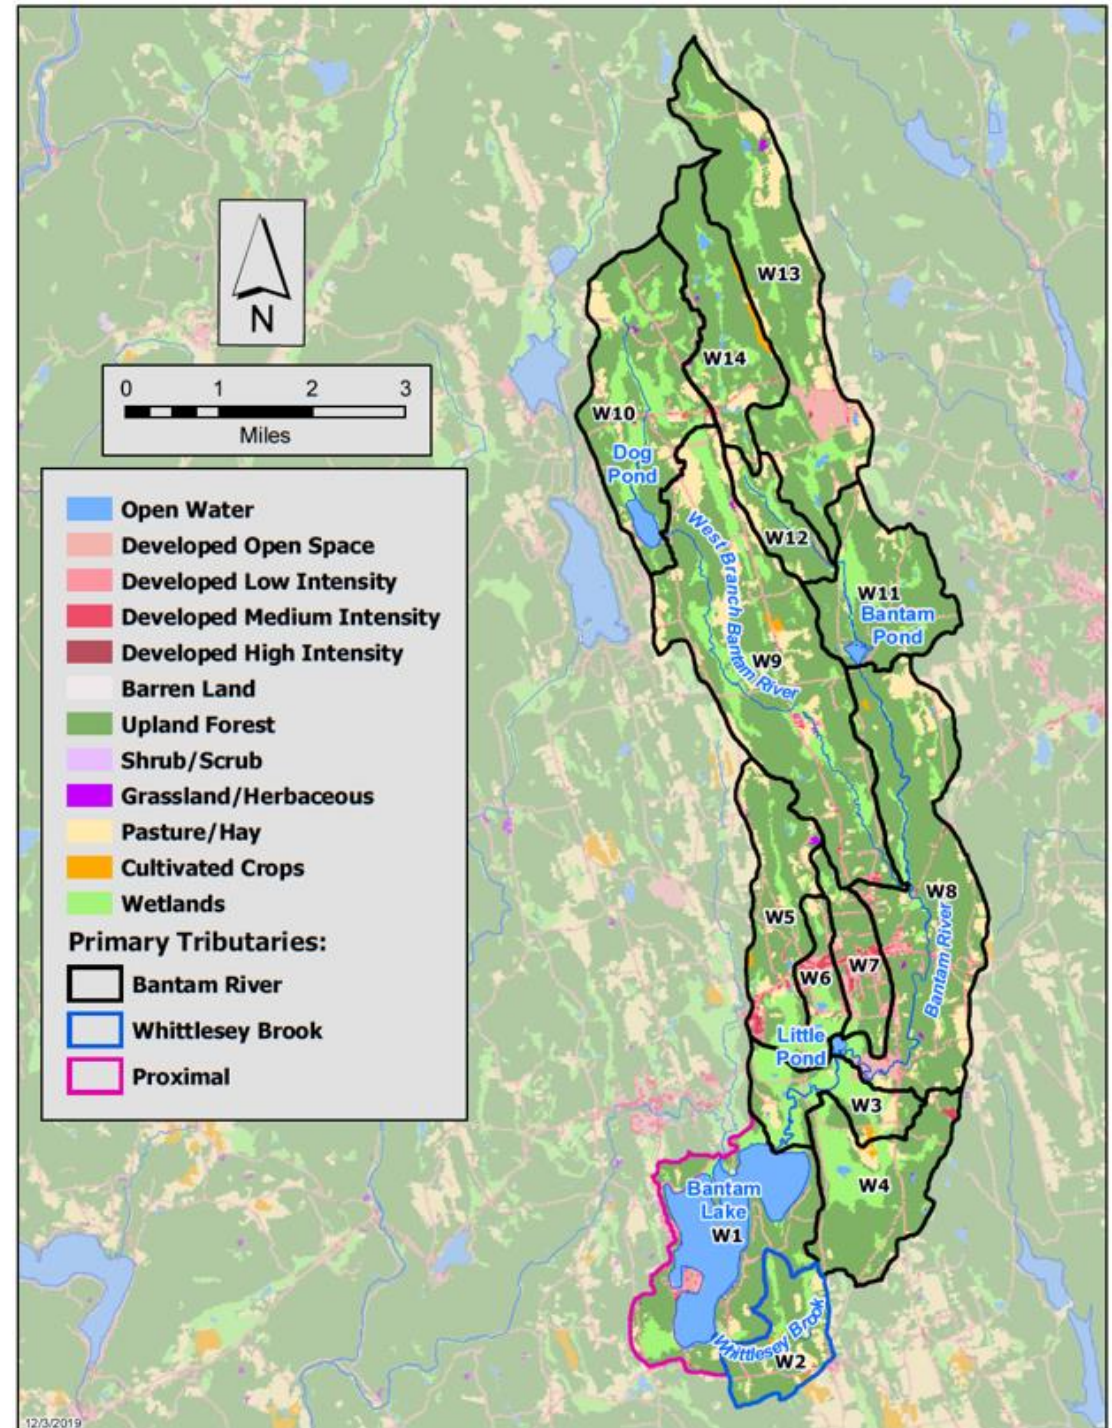 N
0 1 2 3
Miles
Open Water
Developed Open Space
Developed Low Intensity
Developed Medium Intensity
Developed High Intensity
Barren Land
Upland Forest
Shrub/Scrub
Grassland/Herbaceous
Pasture/Hay
Cultivated Crops
Wetlands
Primary Tributaries:
Bantam River
Whittlesey Brook
Proximal
W13
W14
W10
Dog
Pond
West Branch Bantam River
W12
W11
Bantam
Pond
W9
W8
Bantam River
W5
W6
W7
Little
Pond
W3
W4
Bantam
Lake
W1
Whittlesey Brook
W2
12/3/2019